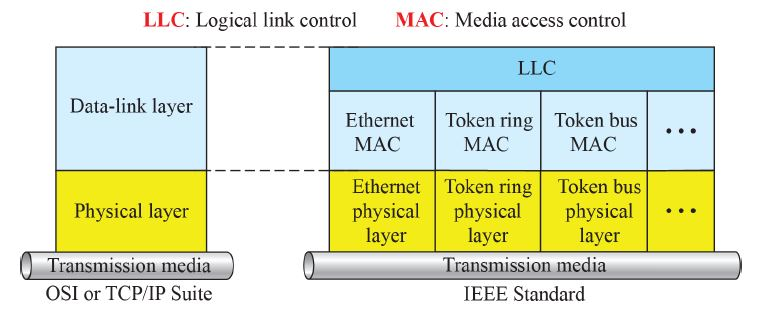 LLC: Logical link control MAC: Media access control
Data-link layer
Physical layer
Transmission media
OSI or TCP/IP Suite
LLC
Ethernet
MAC
Token ring
MAC
Token bus
MAC
•••
Ethernet
physical
layer
Token ring
physical
layer
Token bus
physical
layer
•••
Transmission media
IEEE Standard